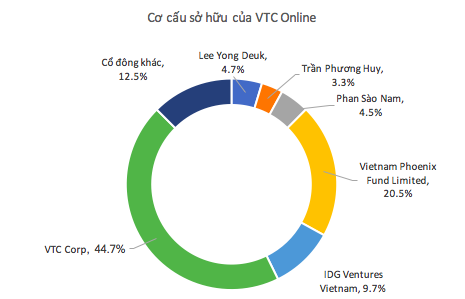 Cơ cấu sở hữu của VTC Online
Lee Yong Deuk,
4.7%
Trần Phương Huy,
3.3%
Phan Sào Nam,
4.5%
Vietnam Phoenix
Fund Limited,
20.5%
IDG Ventures
Vietnam, 9.7%
VTC Corp, 44.7%
Cổ đông khác,
12.5%